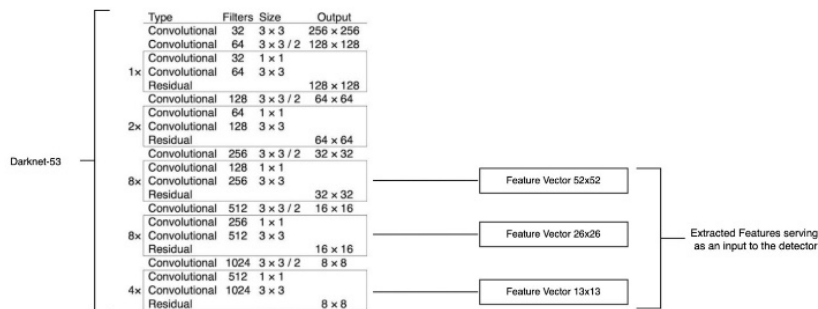 Type Filters Size Output
Convolutional 32 3 × 3 256 × 256
Convolutional 64 3 × 3 / 2 128 × 128
Convolutional 32 1 × 1
1× Convolutional 64 3 × 3
Residual 128 × 128
Convolutional 128 3 × 3 / 2 64 × 64
Convolutional 64 1 × 1
2× Convolutional 128 3 × 3
Residual 64 × 64
Convolutional 256 3 × 3 / 2 32 × 32
Darknet-53
Convolutional 128 1 × 1
8× Convolutional 256 3 × 3
Residual 32 × 32
Feature Vector 52x52
Convolutional 512 3 × 3 / 2 16 × 16
Convolutional 256 1 × 1
8× Convolutional 512 3 × 3
Residual 16 × 16
Feature Vector 26x26
Extracted Features serving
as an input to the detector
Convolutional 1024 3 × 3 / 2 8 × 8
Convolutional 512 1 × 1
4× Convolutional 1024 3 × 3
Residual 8 × 8
Feature Vector 13x13